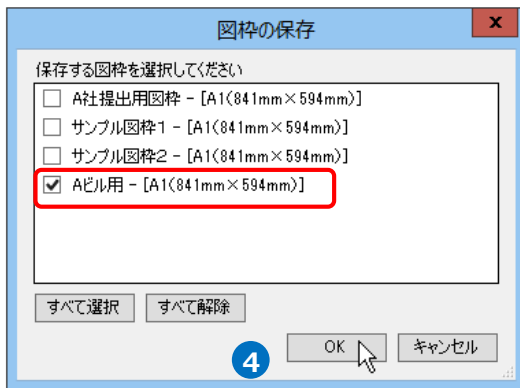 図枠の保存
x
保存する図枠を選択してください
A社提出用図枠 - [A1(841mm×594mm)]
サンプル図枠1 - [A1(841mm×594mm)]
サンプル図枠2 - [A1(841mm×594mm)]
Aビル用 - [A1(841mm×594mm)]
すべて選択 すべて解除
4 OK キャンセル